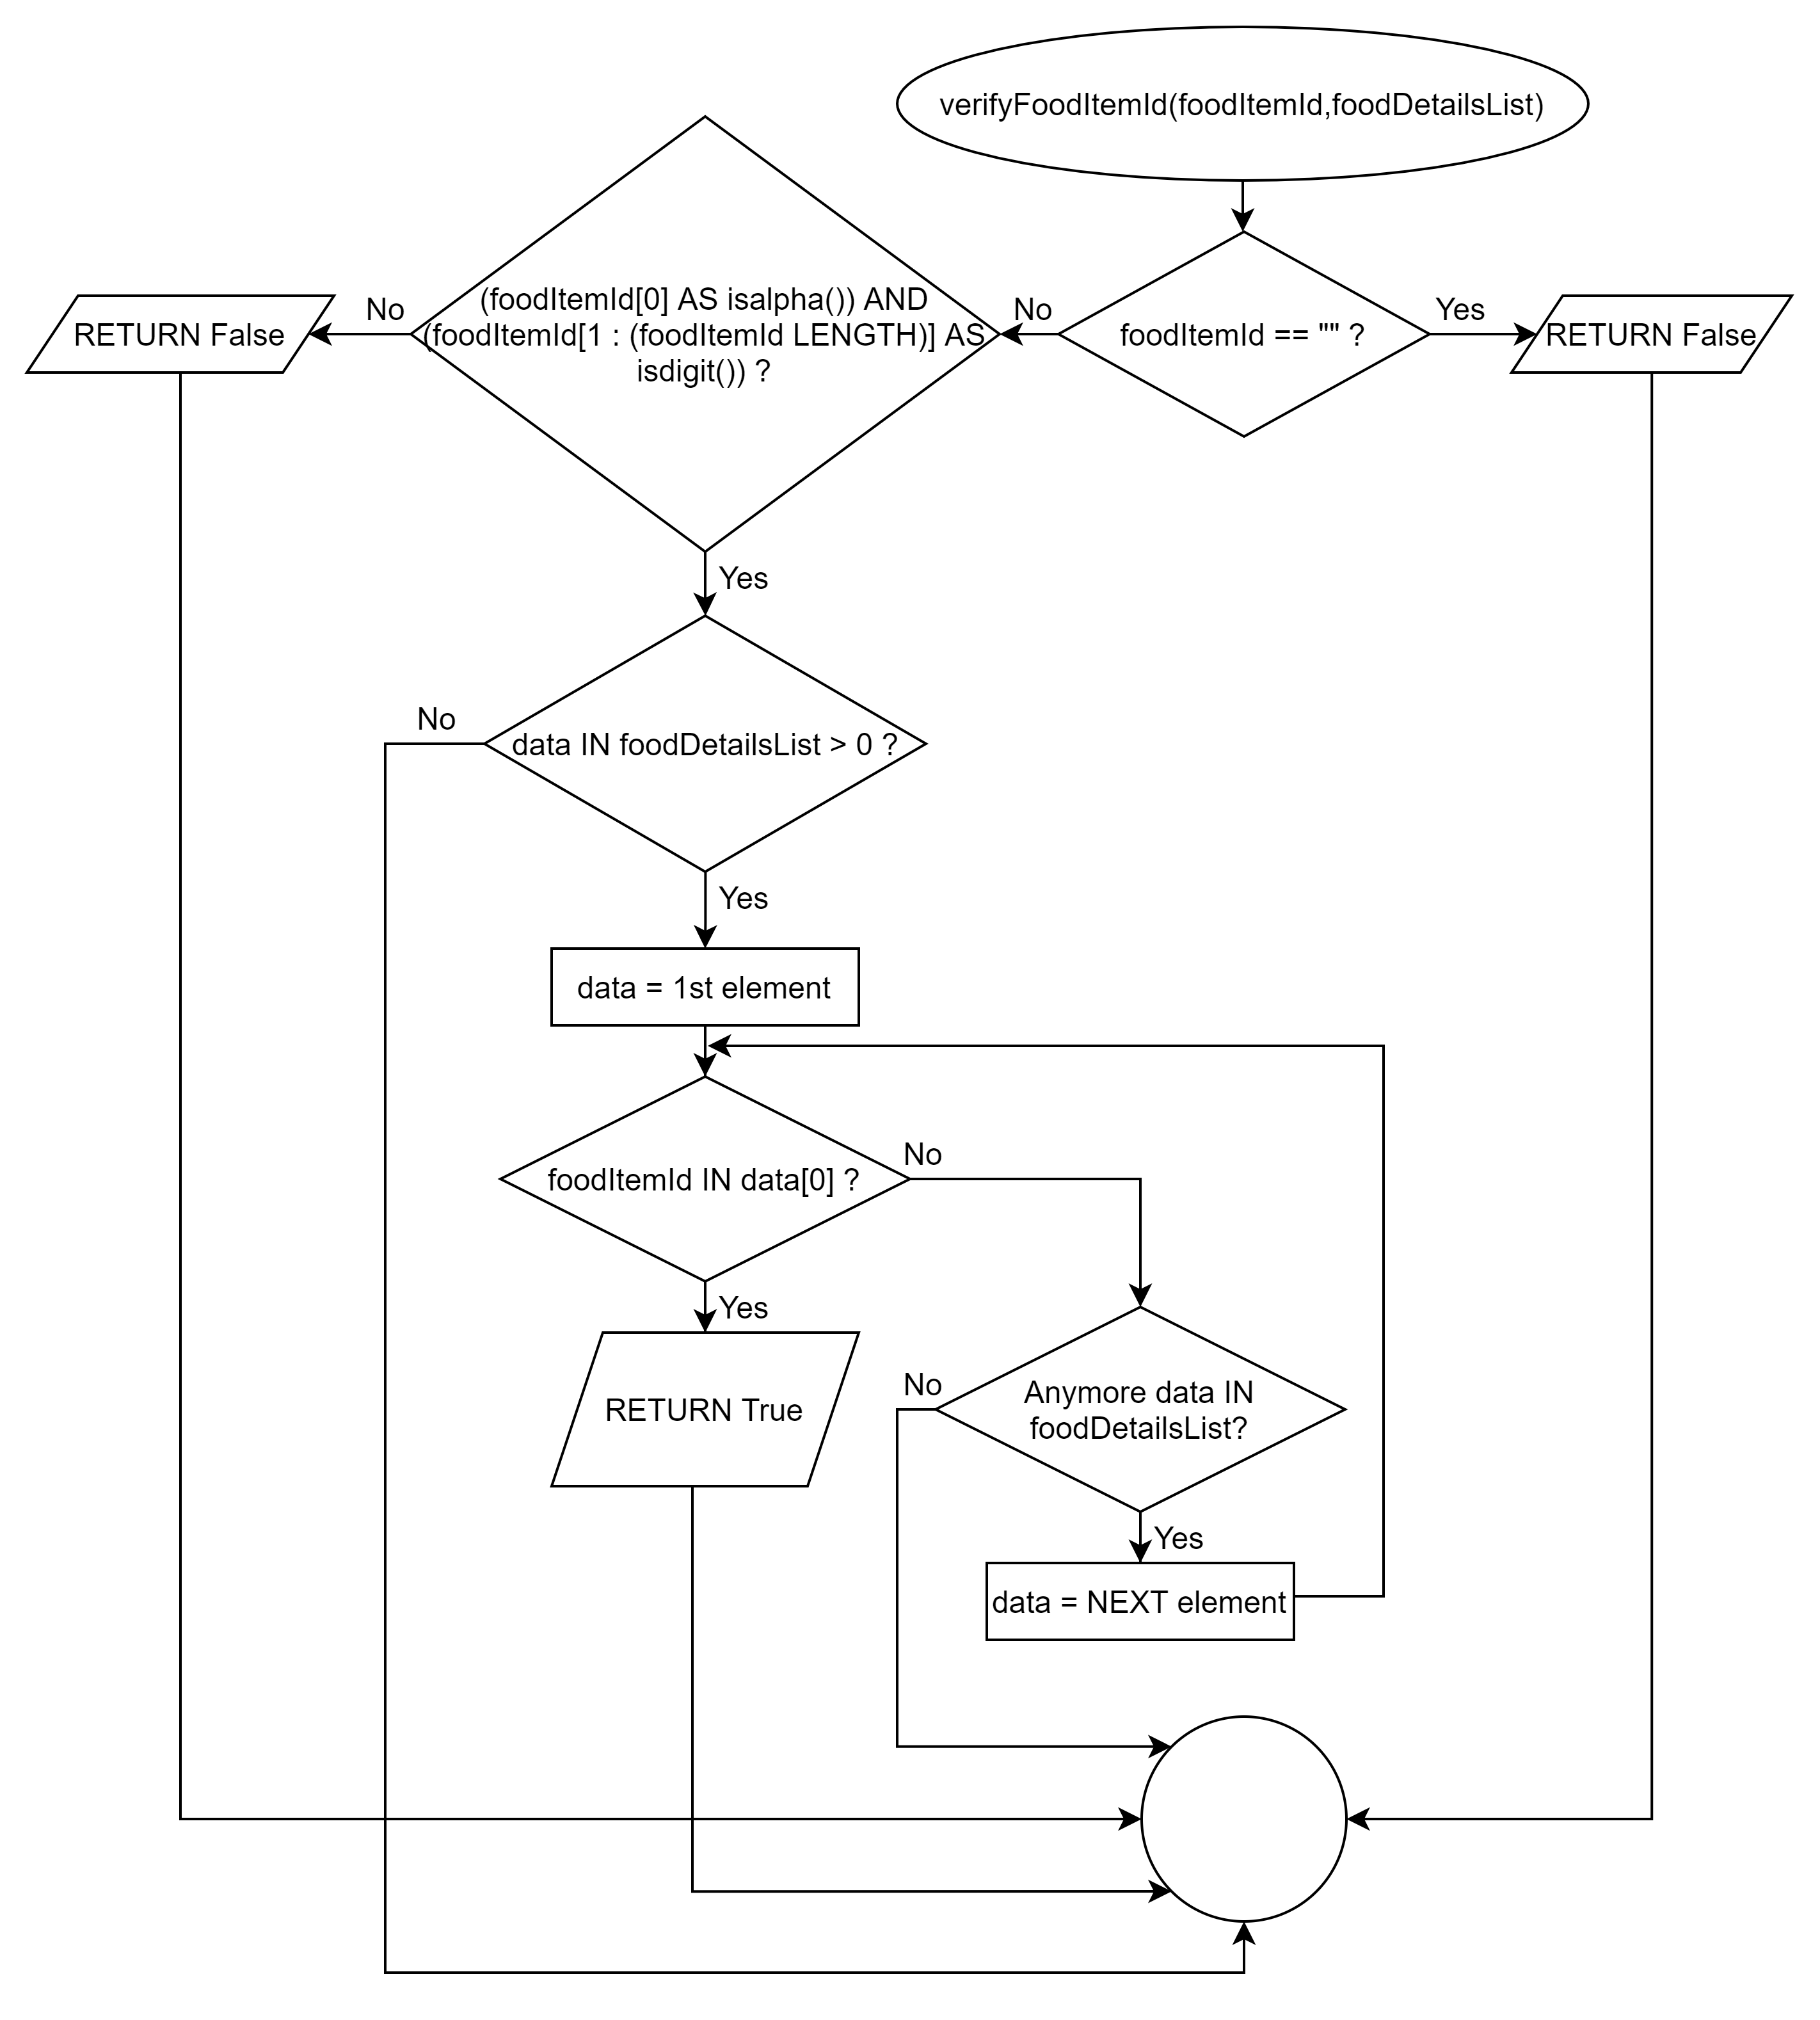 verifyFoodItemId(foodItemId,foodDetailsList)
foodItemId == "" ?
Yes
RETURN False
No
(foodItemId[0] AS isalpha()) AND
(foodItemId[1 : (foodItemId LENGTH)] AS
isdigit()) ?
No
RETURN False
Yes
data IN foodDetailsList > 0 ?
No
Yes
data = 1st element
foodItemId IN data[0] ?
No
Yes
RETURN True
Anymore data IN
foodDetailsList?
No
Yes
data = NEXT element